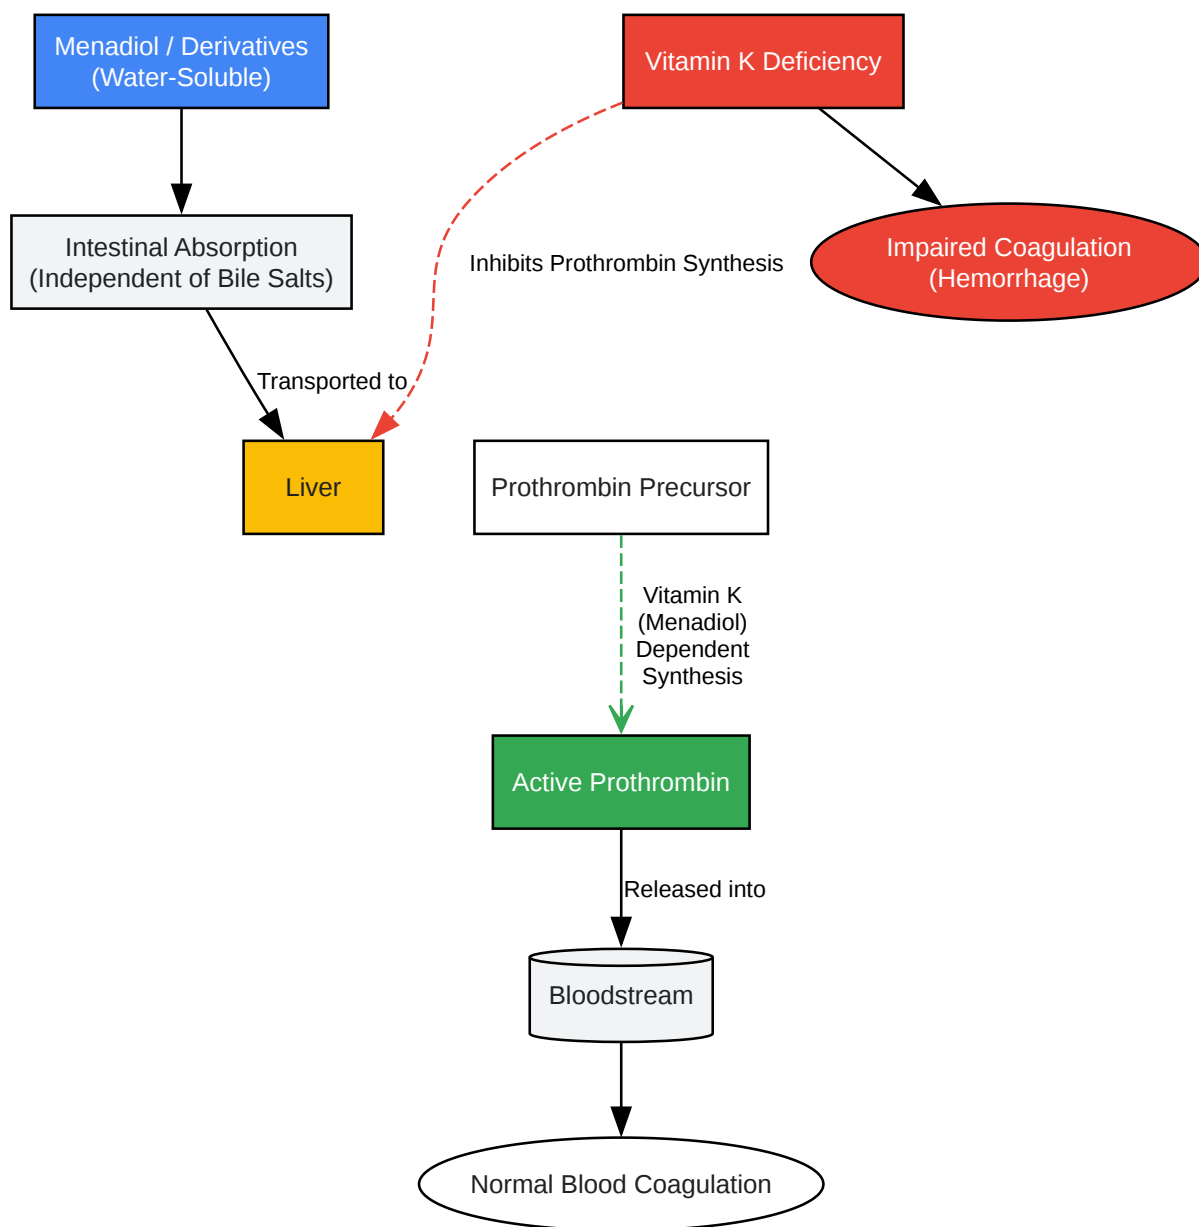 Menadiol / Derivatives
(Water-Soluble)
Vitamin K Deficiency
Intestinal Absorption
(Independent of Bile Salts)
Inhibits Prothrombin Synthesis
Impaired Coagulation
(Hemorrhage)
Transported to
Liver
Prothrombin Precursor
Vitamin K
(Menadiol)
Dependent
Synthesis
Active Prothrombin
Released into
Bloodstream
Normal Blood Coagulation